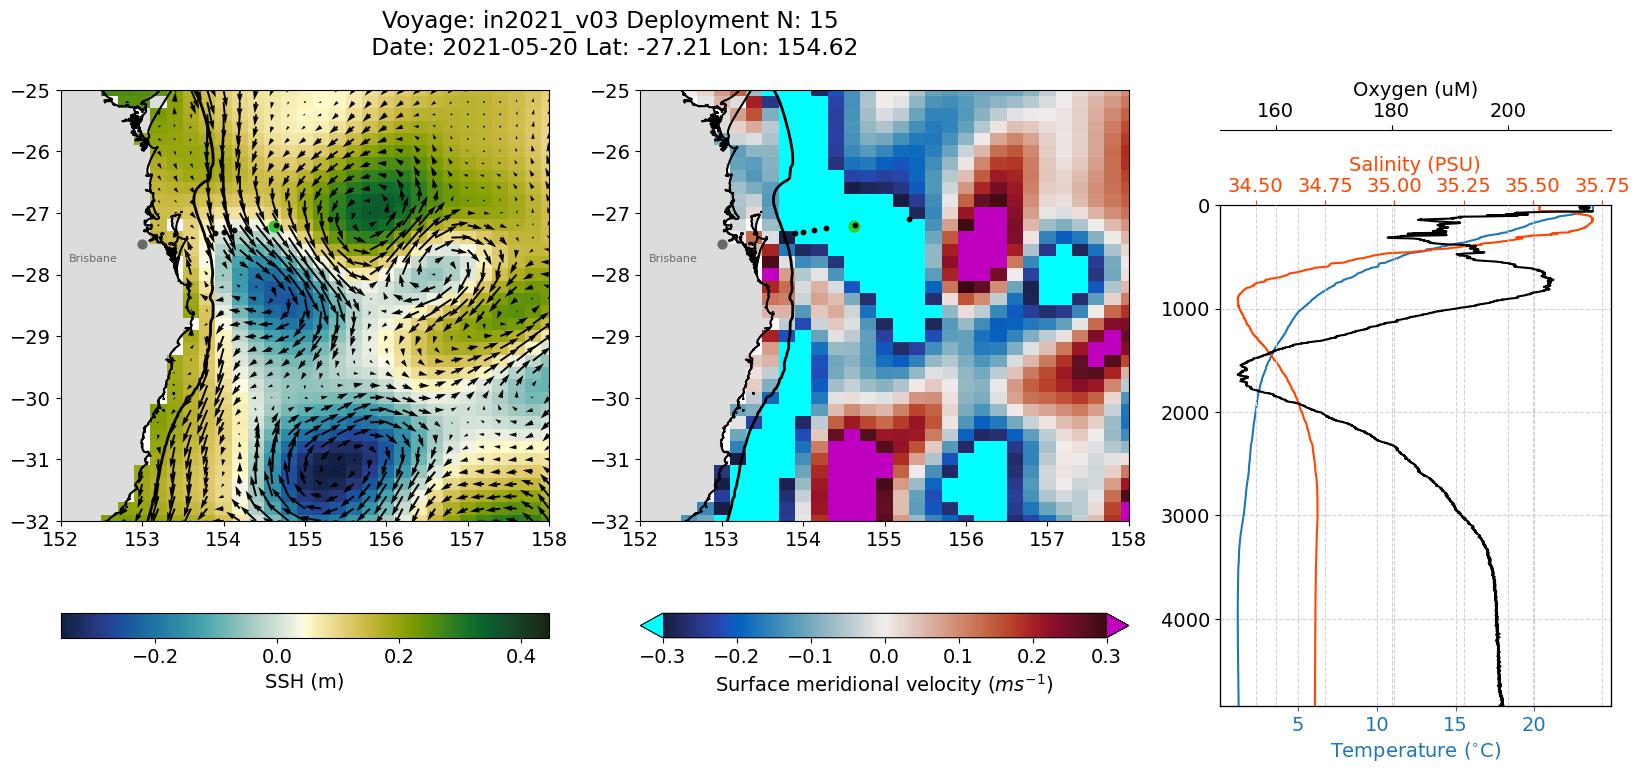 Voyage: in2021_v03 Deployment N: 15
Date: 2021-05-20 Lat: -27.21 Lon: 154.62
−25
−26
−27
−28
−29
−30
−31
−32
152 153 154 155 156 157 158
Brisbane
−0.2 0.0 0.2 0.4
SSH (m)
−25
−26
−27
−28
−29
−30
−31
−32
152 153 154 155 156 157 158
Brisbane
−0.3 −0.2 −0.1 0.0 0.1 0.2 0.3
Surface meridional velocity (ms⁻¹)
Oxygen (uM)
160 180 200
Salinity (PSU)
34.50 34.75 35.00 35.25 35.50 35.75
0
1000
2000
3000
4000
5 10 15 20
Temperature (°C)